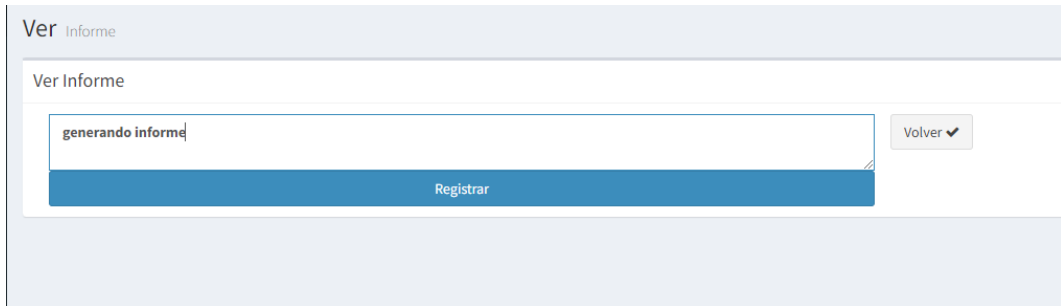 Ver Informe
Ver Informe
generando informe
Volver
Registrar